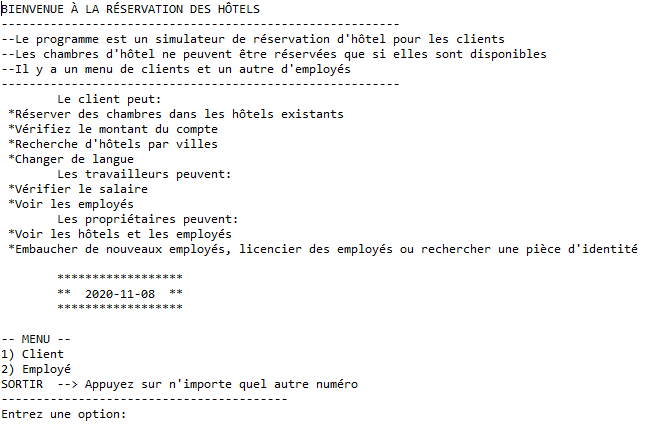 BIENVENUE À LA RÉSERVATION DES HÔTELS
---------------------------------------------------------
--Le programme est un simulateur de réservation d'hôtel pour les clients
--Les chambres d'hôtel ne peuvent être réservées que si elles sont disponibles
--Il y a un menu de clients et un autre d'employés
---------------------------------------------------------
Le client peut:
*Réserver des chambres dans les hôtels existants
*Vérifiez le montant du compte
*Recherche d'hôtels par villes
*Changer de langue
Les travailleurs peuvent:
*Vérifier le salaire
*Voir les employés
Les propriétaires peuvent:
*Voir les hôtels et les employés
*Embaucher de nouveaux employés, licencier des employés ou rechercher une pièce d'identité
******************
**  2020-11-08  **
******************
-- MENU --
1) Client
2) Employé
SORTIR  --> Appuyez sur n'importe quel autre numéro
-----------------------------------------
Entrez une option: